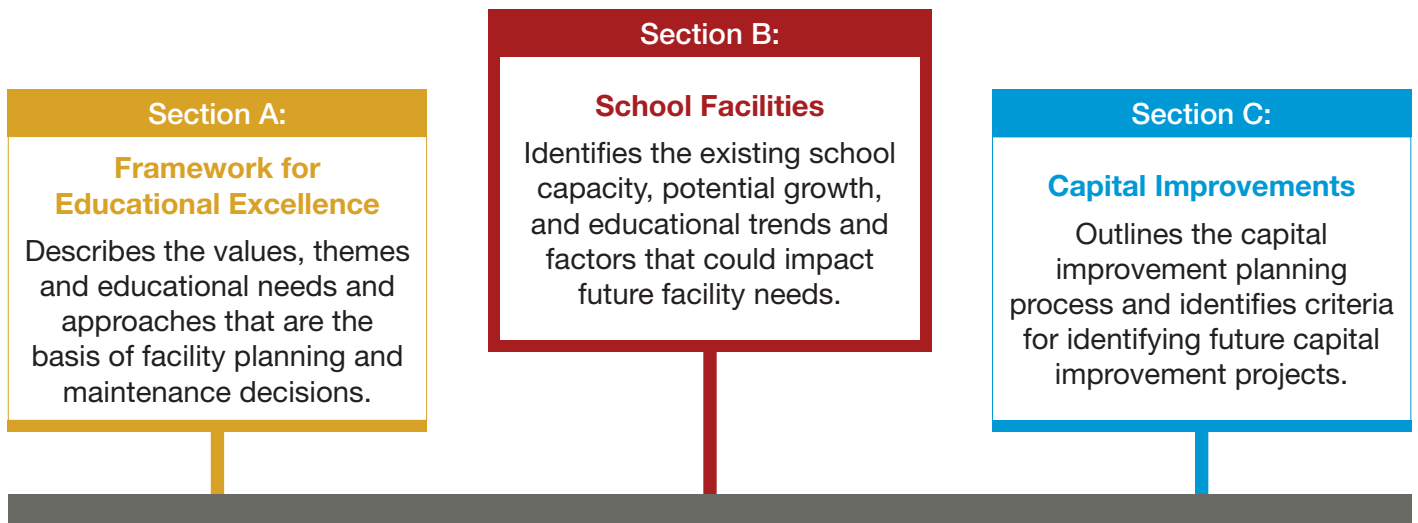 Section A:
Framework for
Educational Excellence
Describes the values, themes
and educational needs and
approaches that are the
basis of facility planning and
maintenance decisions.
Section B:
School Facilities
Identifies the existing school
capacity, potential growth,
and educational trends and
factors that could impact
future facility needs.
Section C:
Capital Improvements
Outlines the capital
improvement planning
process and identifies criteria
for identifying future capital
improvement projects.